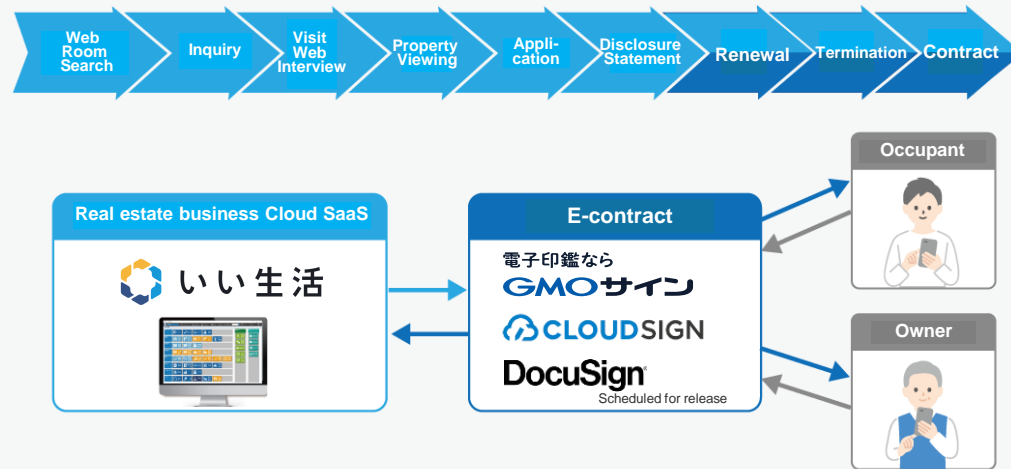 Web
Room
Search
Inquiry
Visit
Web
Interview
Property
Viewing
Appli-
cation
Disclosure
Statement
Renewal
Termination
Contract
Occupant
Real estate business Cloud SaaS
E-contract
いい生活
電子印鑑なら
GMOサイン
CLOUDSIGN
DocuSign
Scheduled for release
Owner